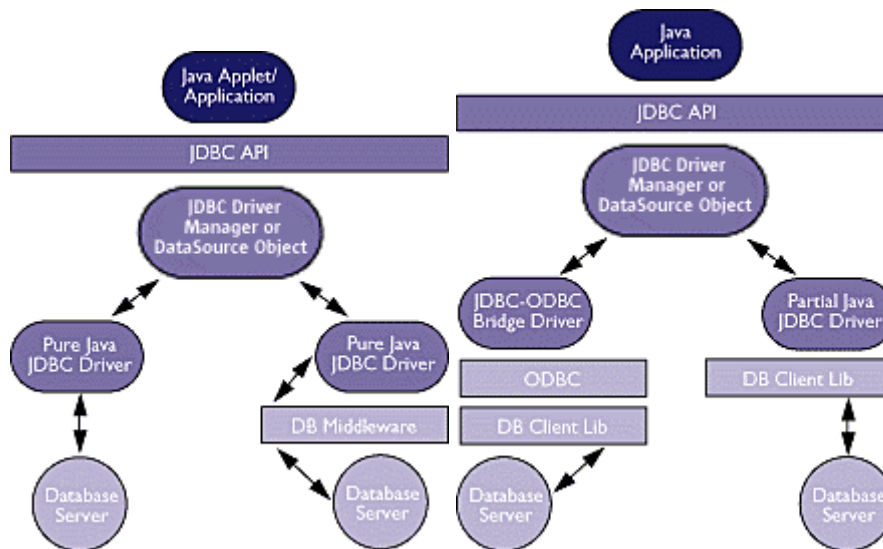 Java Applet/
Application
JDBC API
JDBC Driver
Manager or
DataSource Object
Pure Java
JDBC Driver
Pure Java
JDBC Driver
DB Middleware
Database
Server
Database
Server
Java
Application
JDBC API
JDBC Driver
Manager or
DataSource Object
JDBC-ODBC
Bridge Driver
Partial Java
JDBC Driver
ODBC
DB Client Lib
DB Client Lib
Database
Server
Database
Server